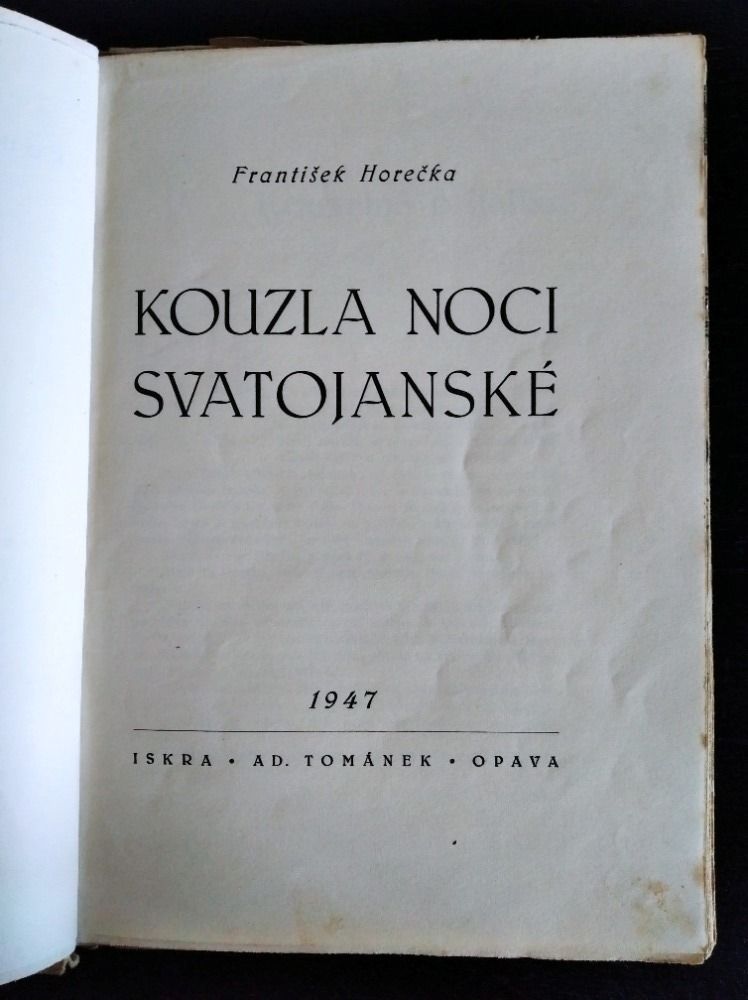 František Horečka
KOUZLA NOCI
SVATOJANSKÉ
1947
ISKRA • AD. TOMÁNEK • OPAVA